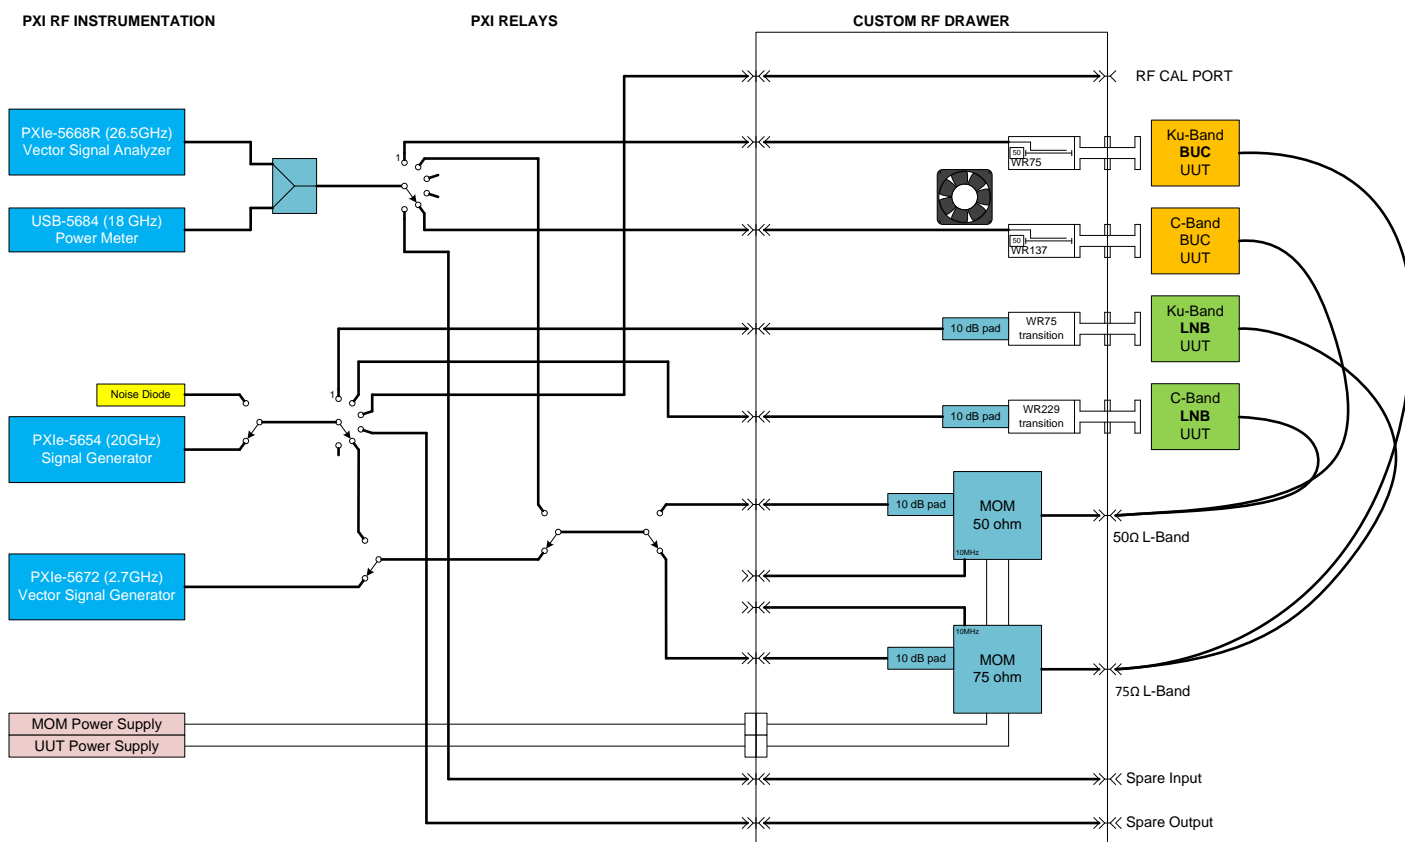 PXI RF INSTRUMENTATION
PXI RELAYS
CUSTOM RF DRAWER
RF CAL PORT
PXIe-5668R (26.5GHz)
Vector Signal Analyzer
USB-5684 (18 GHz)
Power Meter
1
50
WR75
Ku-Band
BUC
UUT
50
WR137
C-Band
BUC
UUT
10 dB pad
WR75
transition
Ku-Band
LNB
UUT
Noise Diode
1
PXIe-5654 (20GHz)
Signal Generator
10 dB pad
WR229
transition
C-Band
LNB
UUT
10 dB pad
MOM
50 ohm
10MHz
50Ω L-Band
PXIe-5672 (2.7GHz)
Vector Signal Generator
10MHz
10 dB pad
MOM
75 ohm
75Ω L-Band
MOM Power Supply
UUT Power Supply
Spare Input
Spare Output